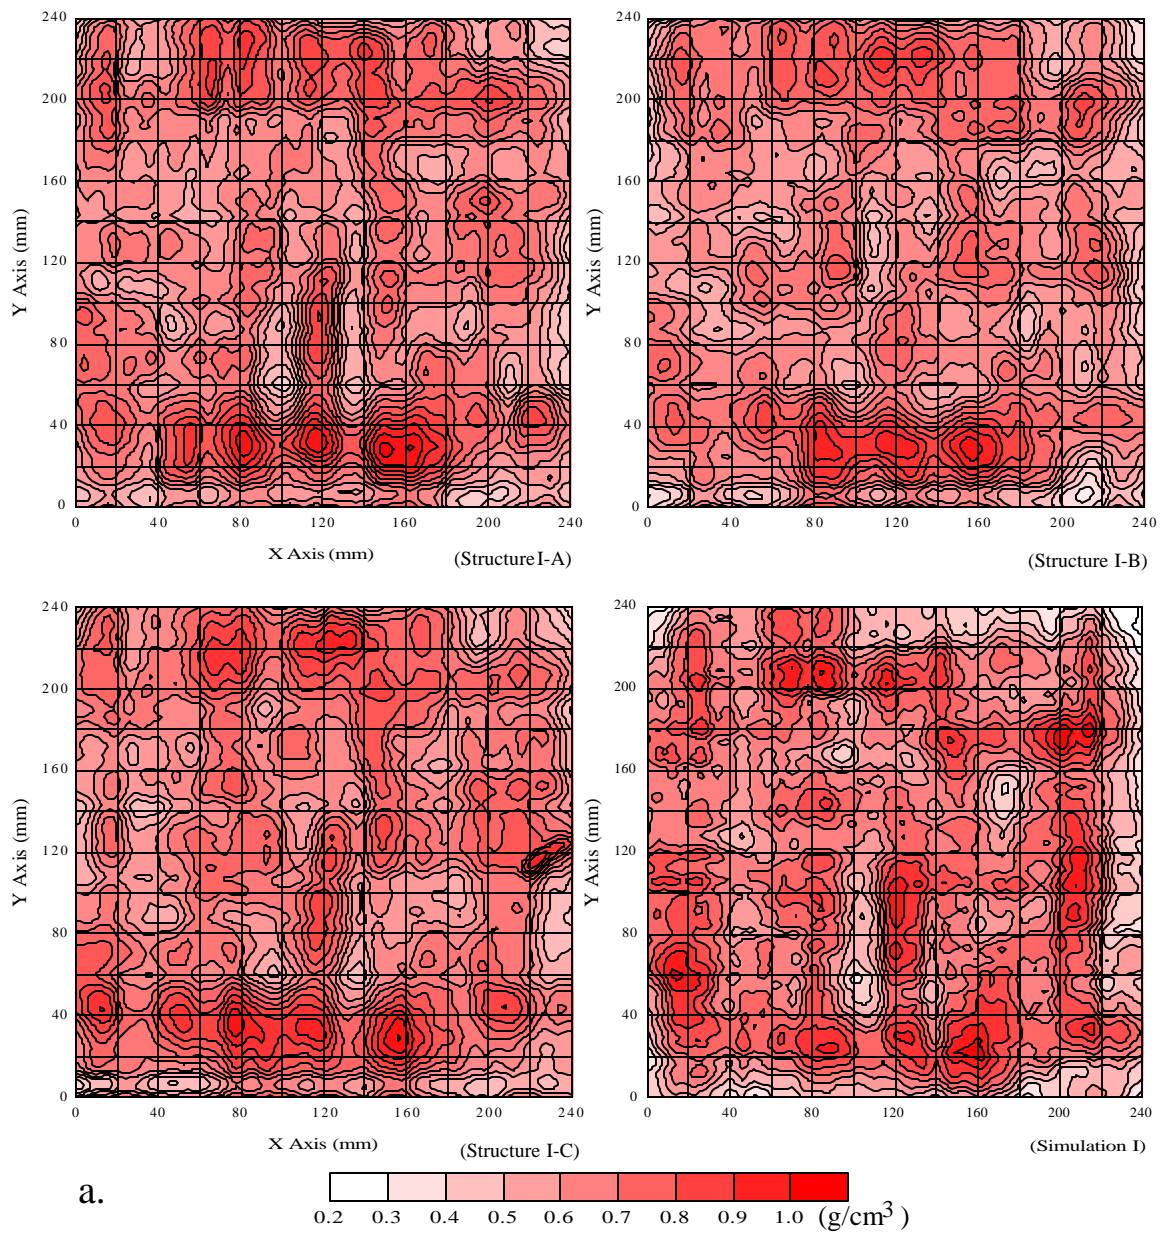 240
200
160
120
80
40
0
Y Axis (mm)
0 40 80 120 160 200 240
X Axis (mm)
(Structure I-A)
240
200
160
120
80
40
0
Y Axis (mm)
0 40 80 120 160 200 240
(Structure I-B)
240
200
160
120
80
40
0
Y Axis (mm)
0 40 80 120 160 200 240
X Axis (mm)
(Structure I-C)
240
200
160
120
80
40
0
Y Axis (mm)
0 40 80 120 160 200 240
(Simulation I)
a.
0.2 0.3 0.4 0.5 0.6 0.7 0.8 0.9 1.0 (g/cm³)